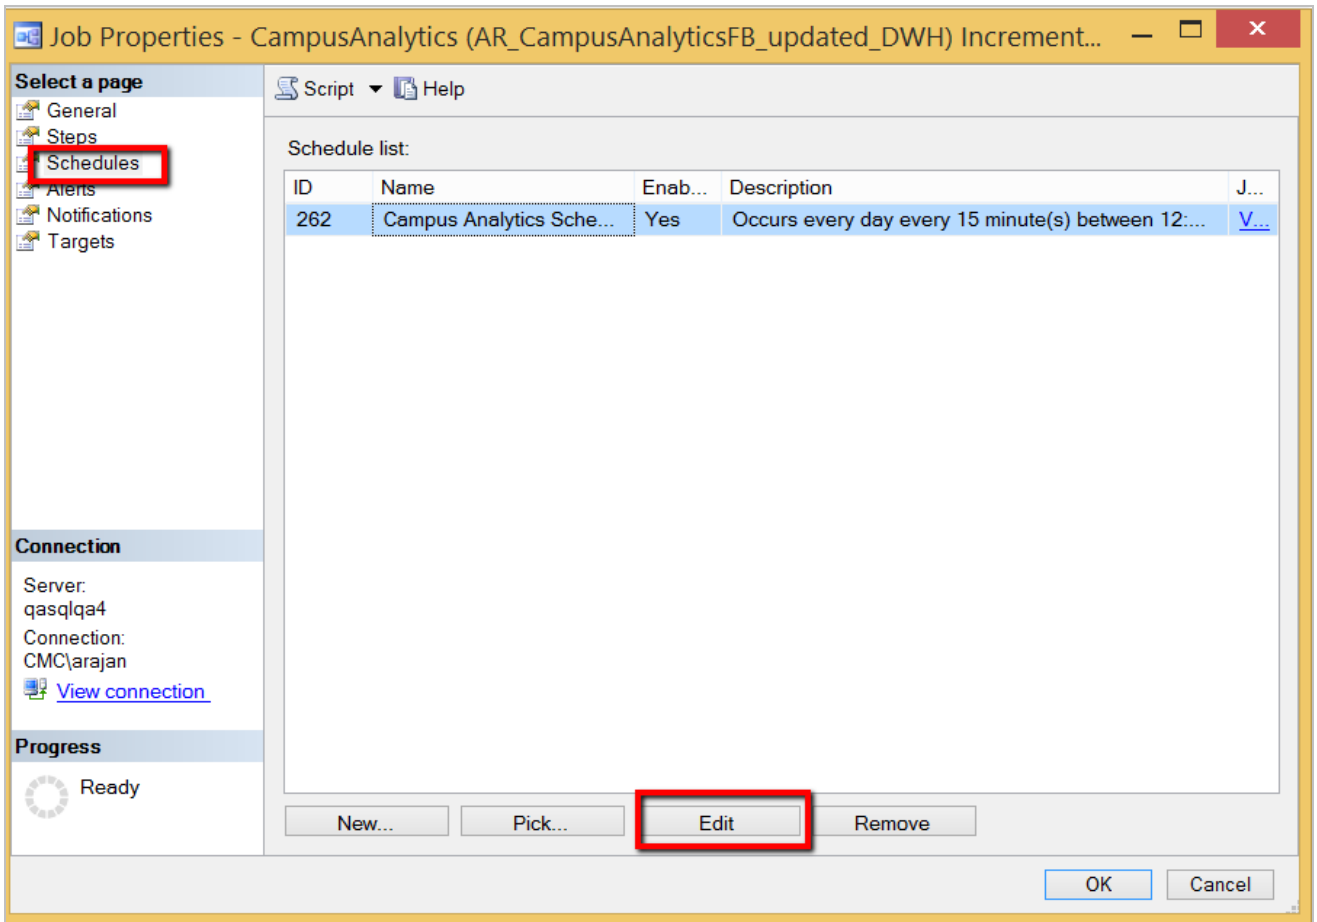 Job Properties - CampusAnalytics (AR_CampusAnalyticsFB_updated_DWH) Increment...
Select a page
General
Steps
Schedules
Alerts
Notifications
Targets
Script Help
Schedule list:
ID Name Enab... Description J...
262 Campus Analytics Sche... Yes Occurs every day every 15 minute(s) between 12:... V...
Connection
Server:
qasqlqa4
Connection:
CMC\arajan
View connection
Progress
Ready
New... Pick... Edit Remove
OK Cancel